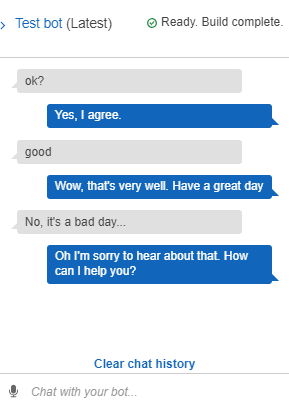 Test bot (Latest)
Ready. Build complete.
ok?
Yes, I agree.
good
Wow, that's very well. Have a great day
No, it's a bad day...
Oh I'm sorry to hear about that. How
can I help you?
Clear chat history
Chat with your bot...